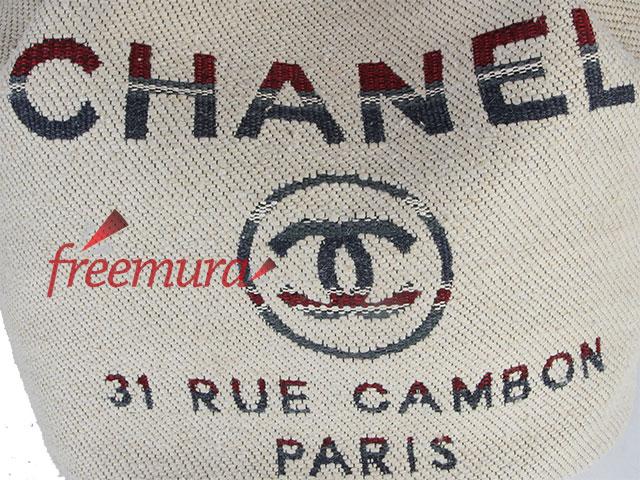 CHANEL
freemura
31 RUE CAMBON
PARIS